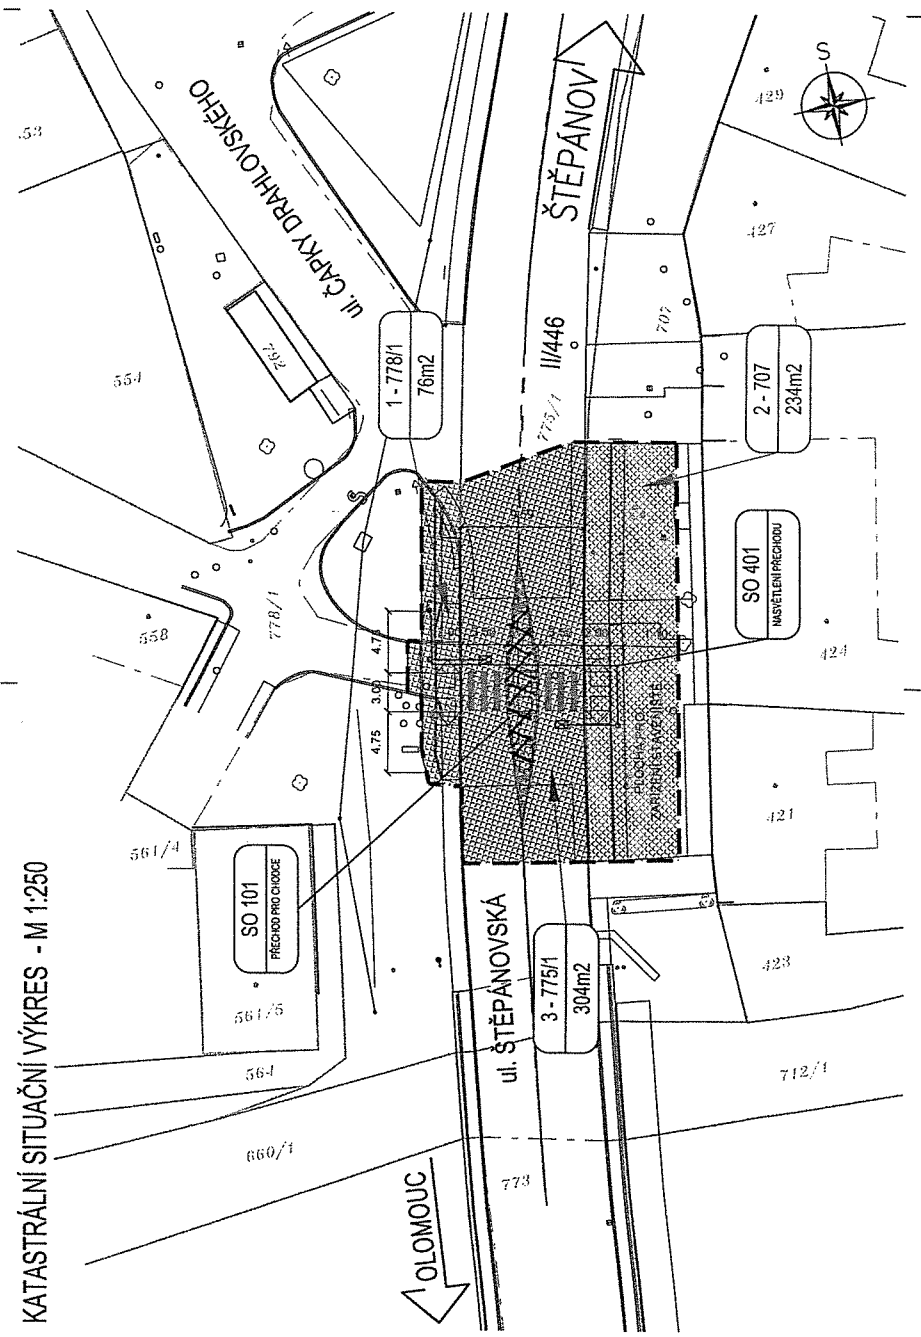 KATASTRÁLNÍ SITUAČNÍ VÝKRES - M 1:250
S
ul. ČAPKY DRAHLOVSKÉHO
ŠTĚPÁNOV
II/446
775/1
429
427
707
554
792
1 - 778/1
76m2
2 - 707
234m2
SO 401
NASVĚTLENÍ PŘECHODU
424
558
778/1
3.00
4.75
PLOCHA PRO
ZAŘÍZENÍ STAVENIŠTĚ
421
561/4
SO 101
PŘECHOD PRO CHODCE
561/5
ul. ŠTĚPÁNOVSKÁ
3 - 775/1
304m2
423
564
660/1
712/1
773
OLOMOUC